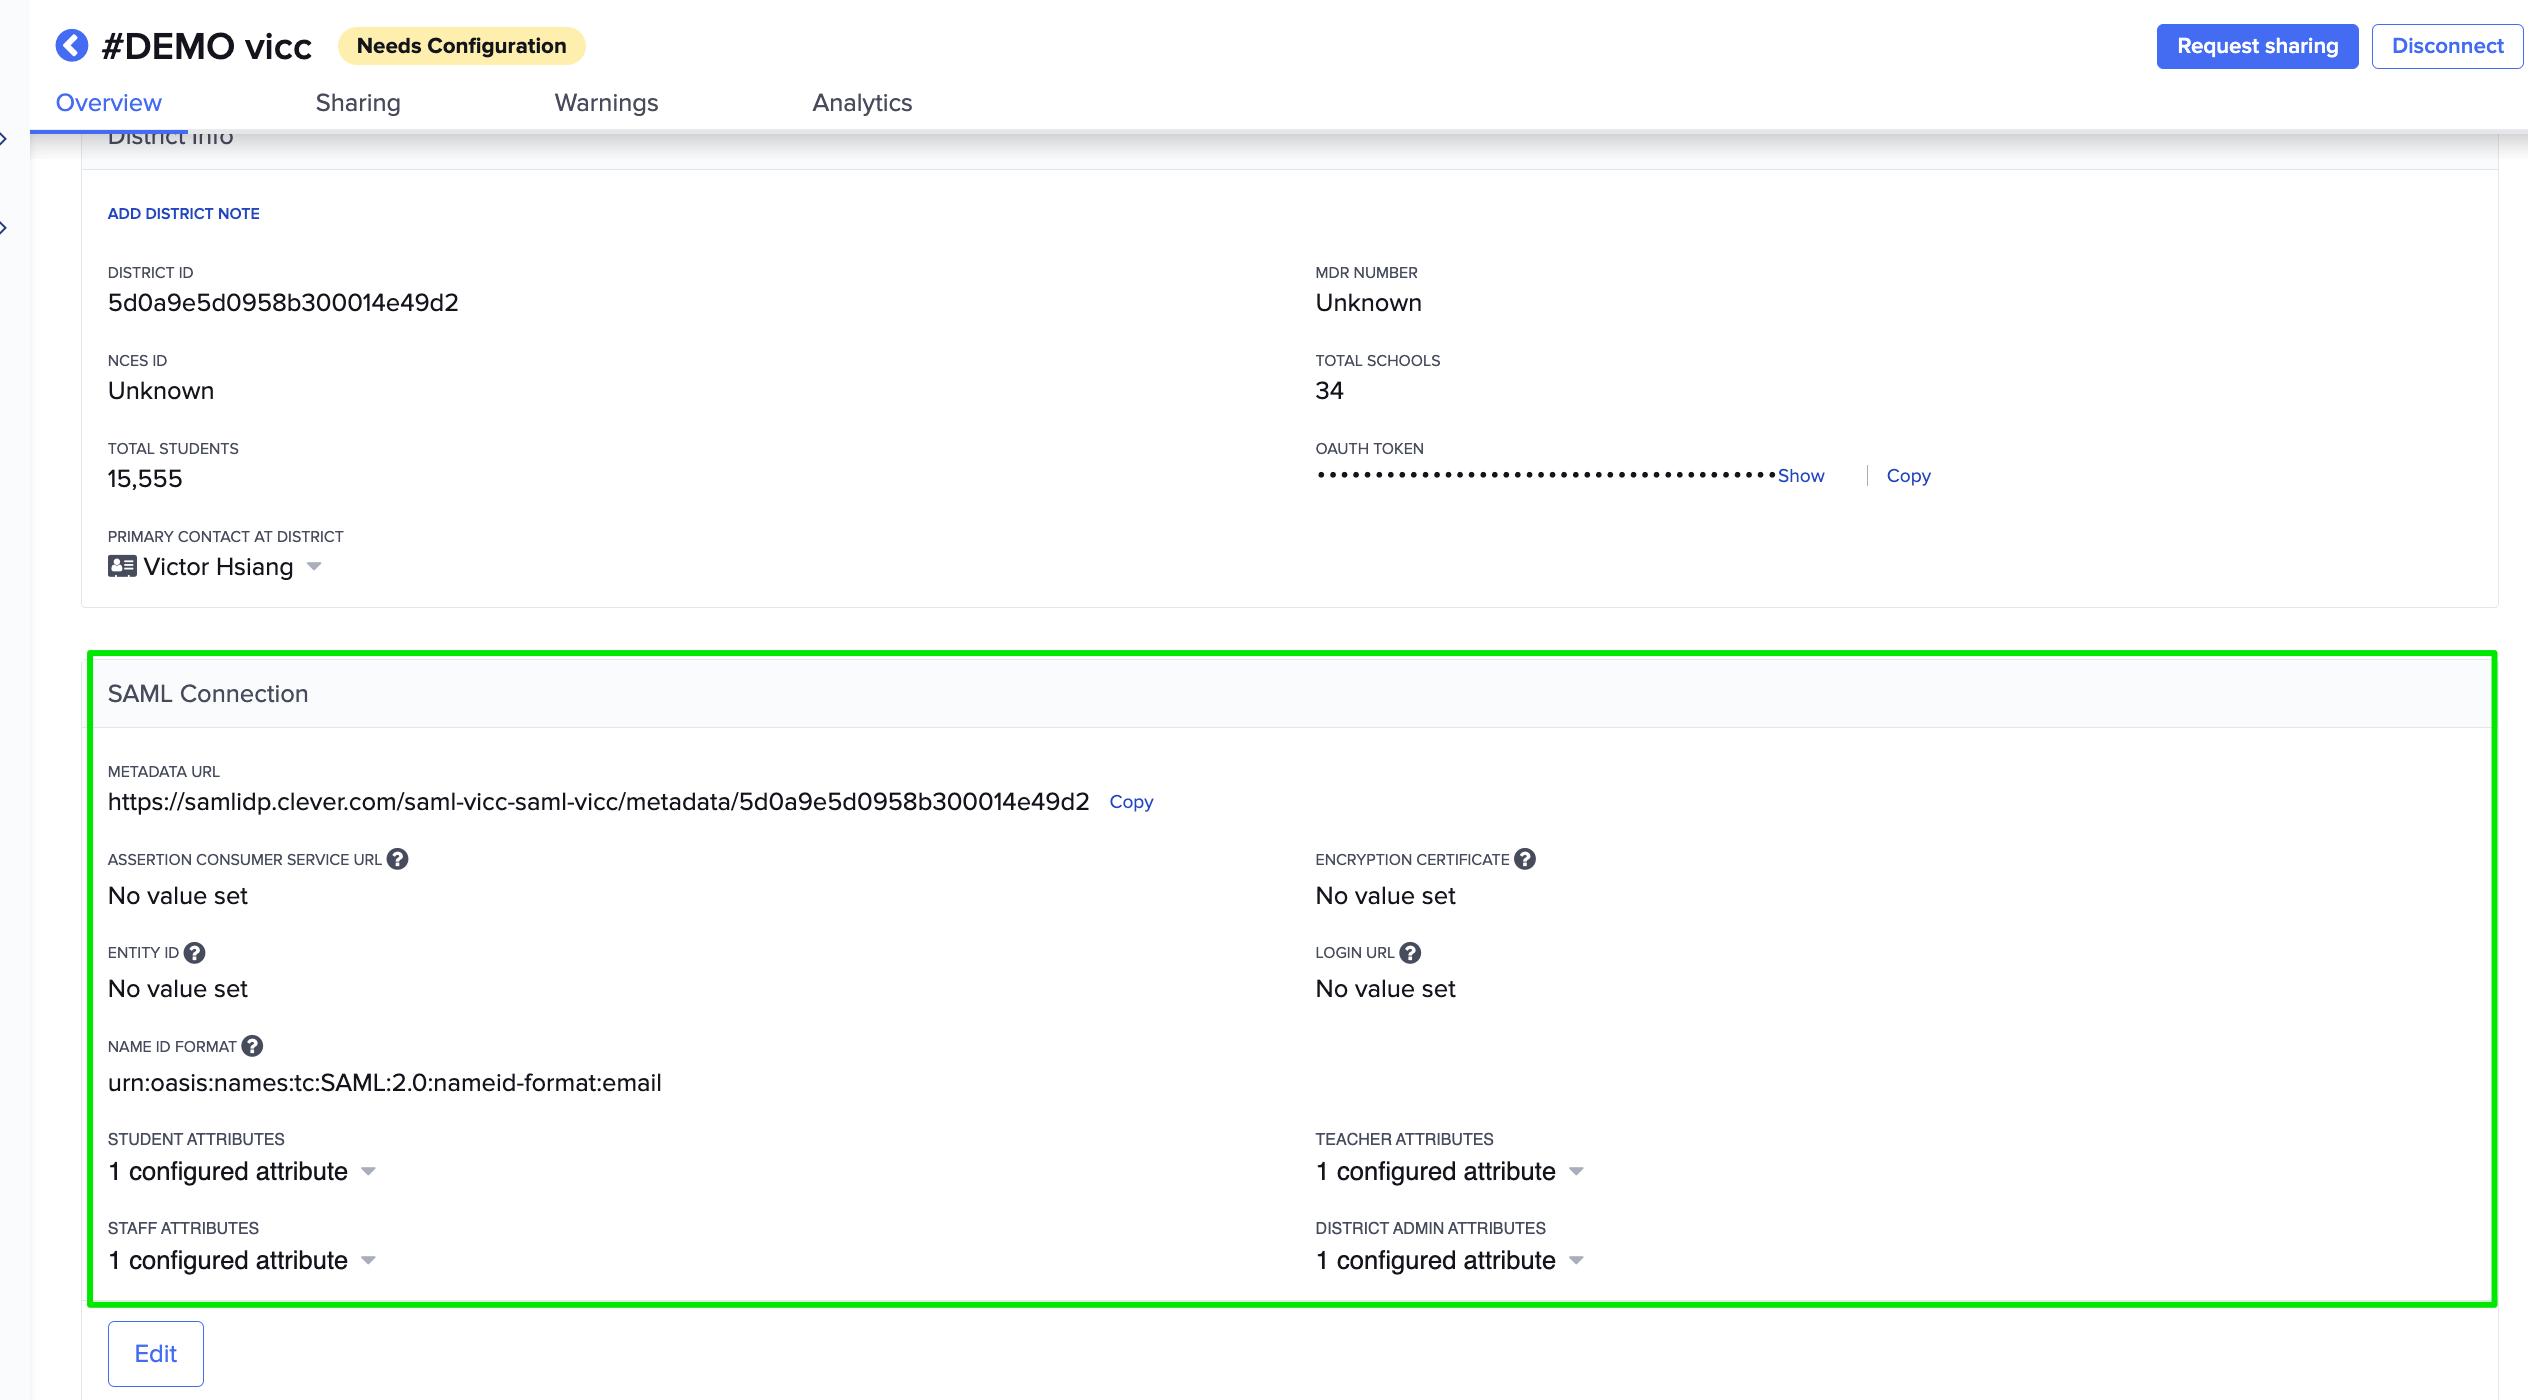 #DEMO vicc
Needs Configuration
Request sharing
Disconnect
Overview
Sharing
Warnings
Analytics
District Info
ADD DISTRICT NOTE
DISTRICT ID
5d0a9e5d0958b300014e49d2
MDR NUMBER
Unknown
NCES ID
Unknown
TOTAL SCHOOLS
34
TOTAL STUDENTS
15,555
OAUTH TOKEN
••••••••••••••••••••••••••••••••••••••••Show | Copy
PRIMARY CONTACT AT DISTRICT
Victor Hsiang
SAML Connection
METADATA URL
https://samlidp.clever.com/saml-vicc-saml-vicc/metadata/5d0a9e5d0958b300014e49d2 Copy
ASSERTION CONSUMER SERVICE URL ?
No value set
ENCRYPTION CERTIFICATE ?
No value set
ENTITY ID ?
No value set
LOGIN URL ?
No value set
NAME ID FORMAT ?
urn:oasis:names:tc:SAML:2.0:nameid-format:email
STUDENT ATTRIBUTES
1 configured attribute
TEACHER ATTRIBUTES
1 configured attribute
STAFF ATTRIBUTES
1 configured attribute
DISTRICT ADMIN ATTRIBUTES
1 configured attribute
Edit